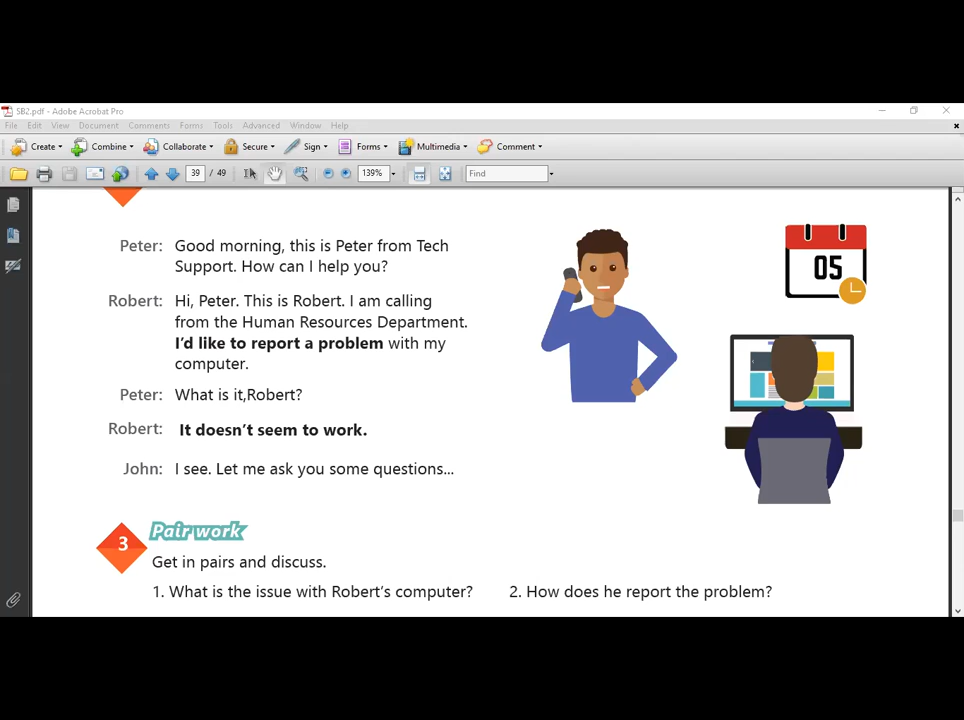 SB2.pdf - Adobe Acrobat Pro
File Edit View Document Comments Forms Tools Advanced Window Help
Create Combine Collaborate Secure Sign Forms Multimedia Comment
39 / 49 139% Find
Peter: Good morning, this is Peter from Tech
Support. How can I help you?
05
Robert: Hi, Peter. This is Robert. I am calling
from the Human Resources Department.
I'd like to report a problem with my
computer.
Peter: What is it,Robert?
Robert: It doesn't seem to work.
John: I see. Let me ask you some questions...
3 Pair work
Get in pairs and discuss.
1. What is the issue with Robert's computer? 2. How does he report the problem?